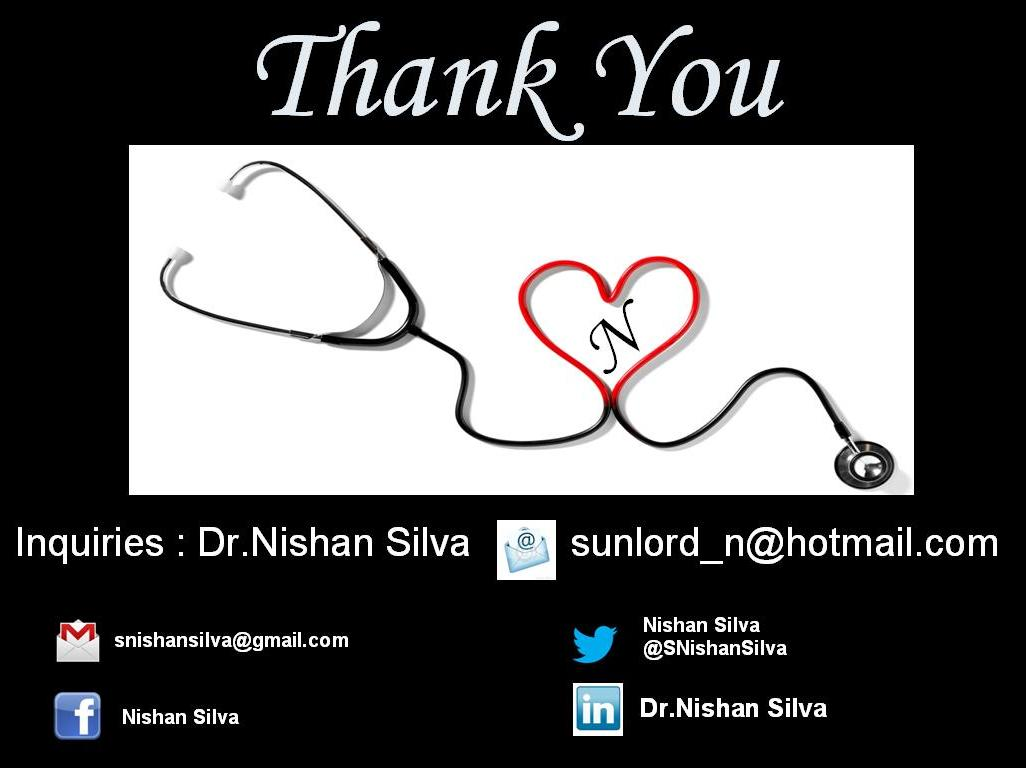 Thank You
N
Inquiries : Dr.Nishan Silva
@
sunlord_n@hotmail.com
snishansilva@gmail.com
Nishan Silva
@SNishanSilva
f Nishan Silva
in Dr.Nishan Silva